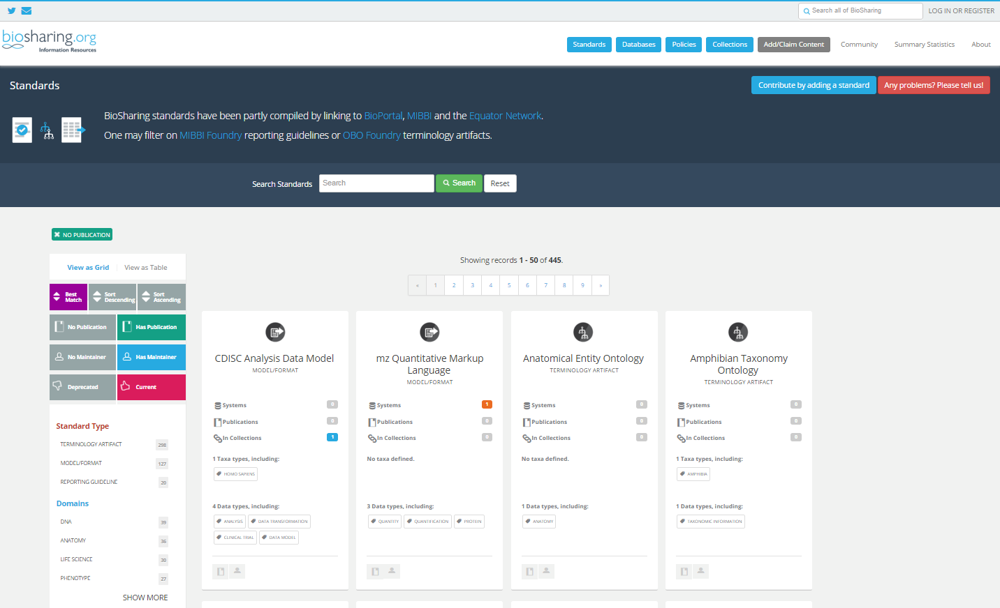 Search all of BioSharing
LOG IN OR REGISTER
biosharing.org
Information Resources
Standards
Databases
Policies
Collections
Add/Claim Content
Community
Summary Statistics
About
Standards
Contribute by adding a standard
Any problems? Please tell us!
BioSharing standards have been partly compiled by linking to BioPortal, MIBBI and the Equator Network.
One may filter on MIBBI Foundry reporting guidelines or OBO Foundry terminology artifacts.
Search Standards
Search
Search
Reset
NO PUBLICATION
View as Grid
View as Table
Showing records 1 - 50 of 445.
« 1 2 3 4 5 6 7 8 9 »
Best
Match
Sort
Descending
Sort
Ascending
No Publication
Has Publication
No Maintainer
Has Maintainer
Deprecated
Current
Standard Type
TERMINOLOGY ARTIFACT 298
MODEL/FORMAT 127
REPORTING GUIDELINE 20
Domains
DNA 39
ANATOMY 36
LIFE SCIENCE 30
PHENOTYPE 27
SHOW MORE
CDISC Analysis Data Model
MODEL/FORMAT
Systems 0
Publications 0
In Collections 1
1 Taxa types, including:
HOMO SAPIENS
4 Data types, including:
ANALYSIS
DATA TRANSFORMATION
CLINICAL TRIAL
DATA MODEL
mz Quantitative Markup
Language
MODEL/FORMAT
Systems 1
Publications 0
In Collections 0
No taxa defined.
3 Data types, including:
QUANTITY
QUANTIFICATION
PROTEIN
Anatomical Entity Ontology
TERMINOLOGY ARTIFACT
Systems 0
Publications 0
In Collections 0
No taxa defined.
1 Data types, including:
ANATOMY
Amphibian Taxonomy
Ontology
TERMINOLOGY ARTIFACT
Systems 0
Publications 0
In Collections 0
1 Taxa types, including:
AMPHIBIA
1 Data types, including:
TAXONOMIC INFORMATION